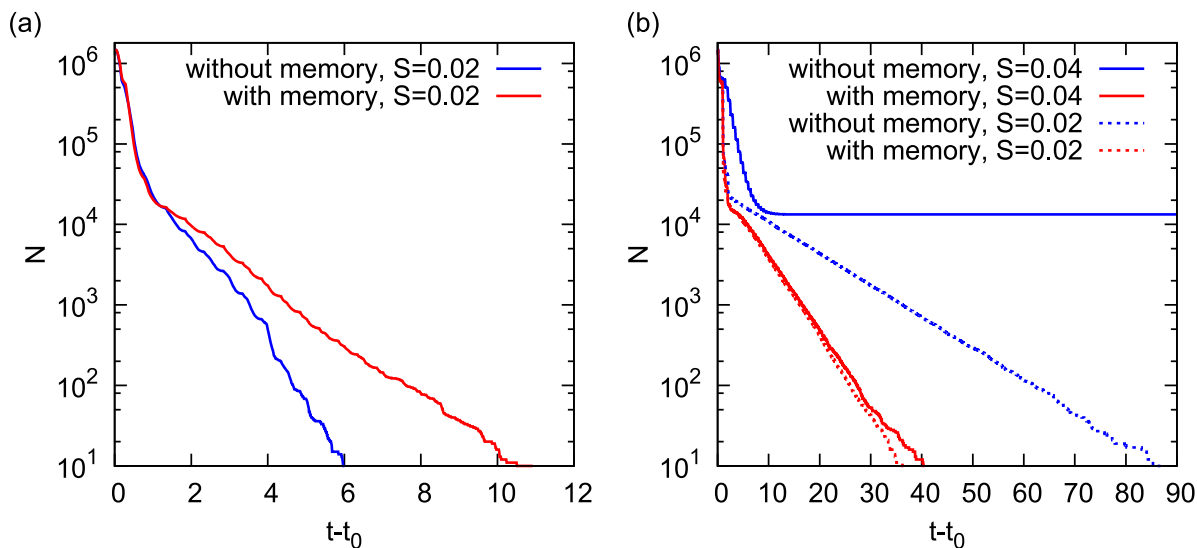 (a)
without memory, S=0.02
with memory, S=0.02
N
10^6
10^5
10^4
10^3
10^2
10^1
0 2 4 6 8 10 12
t-t_0
(b)
without memory, S=0.04
with memory, S=0.04
without memory, S=0.02
with memory, S=0.02
N
10^6
10^5
10^4
10^3
10^2
10^1
0 10 20 30 40 50 60 70 80 90
t-t_0